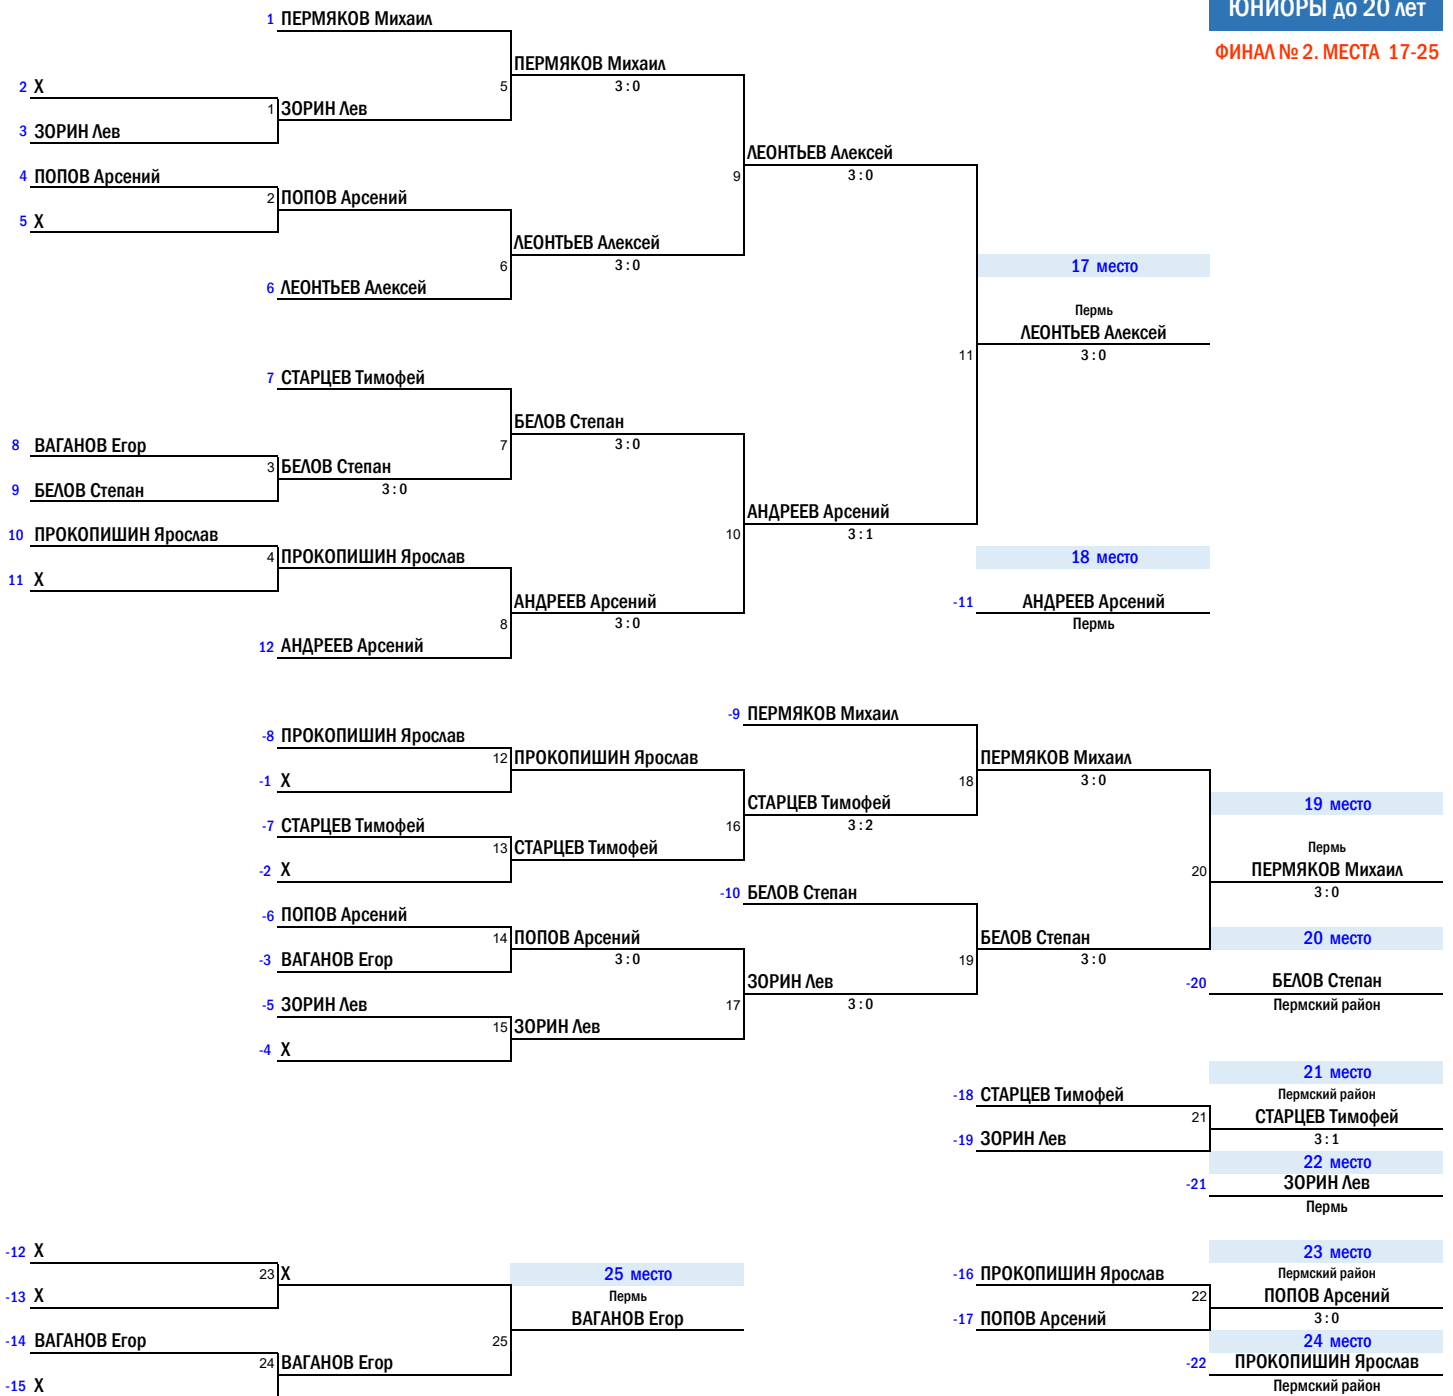 ЮНИОРЫ до 20 лет
ФИНАЛ № 2. МЕСТА 17-25
1 ПЕРМЯКОВ Михаил
ПЕРМЯКОВ Михаил
2 X
5
3:0
1 ЗОРИН Лев
3 ЗОРИН Лев
ЛЕОНТЬЕВ Алексей
4 ПОПОВ Арсений
9
3:0
2 ПОПОВ Арсений
5 X
ЛЕОНТЬЕВ Алексей
6
3:0
17 место
6 ЛЕОНТЬЕВ Алексей
Пермь
ЛЕОНТЬЕВ Алексей
11
3:0
7 СТАРЦЕВ Тимофей
БЕЛОВ Степан
8 ВАГАНОВ Егор
7
3:0
3 БЕЛОВ Степан
9 БЕЛОВ Степан
3:0
АНДРЕЕВ Арсений
10 ПРОКОПИШИН Ярослав
10
3:1
4 ПРОКОПИШИН Ярослав
18 место
11 X
АНДРЕЕВ Арсений
-11 АНДРЕЕВ Арсений
8
3:0
Пермь
12 АНДРЕЕВ Арсений
-9 ПЕРМЯКОВ Михаил
-8 ПРОКОПИШИН Ярослав
12 ПРОКОПИШИН Ярослав
ПЕРМЯКОВ Михаил
-1 X
18
3:0
СТАРЦЕВ Тимофей
19 место
-7 СТАРЦЕВ Тимофей
16
3:2
13 СТАРЦЕВ Тимофей
Пермь
-2 X
20
ПЕРМЯКОВ Михаил
-10 БЕЛОВ Степан
3:0
-6 ПОПОВ Арсений
14 ПОПОВ Арсений
БЕЛОВ Степан
20 место
-3 ВАГАНОВ Егор
3:0
19
3:0
ЗОРИН Лев
-20 БЕЛОВ Степан
-5 ЗОРИН Лев
17
3:0
Пермский район
15 ЗОРИН Лев
-4 X
21 место
-18 СТАРЦЕВ Тимофей
Пермский район
21
СТАРЦЕВ Тимофей
-19 ЗОРИН Лев
3:1
22 место
-21 ЗОРИН Лев
Пермь
-12 X
23 место
23 X
25 место
-16 ПРОКОПИШИН Ярослав
Пермский район
-13 X
Пермь
22
ПОПОВ Арсений
ВАГАНОВ Егор
-17 ПОПОВ Арсений
3:0
-14 ВАГАНОВ Егор
25
24 место
24 ВАГАНОВ Егор
-22 ПРОКОПИШИН Ярослав
-15 X
Пермский район